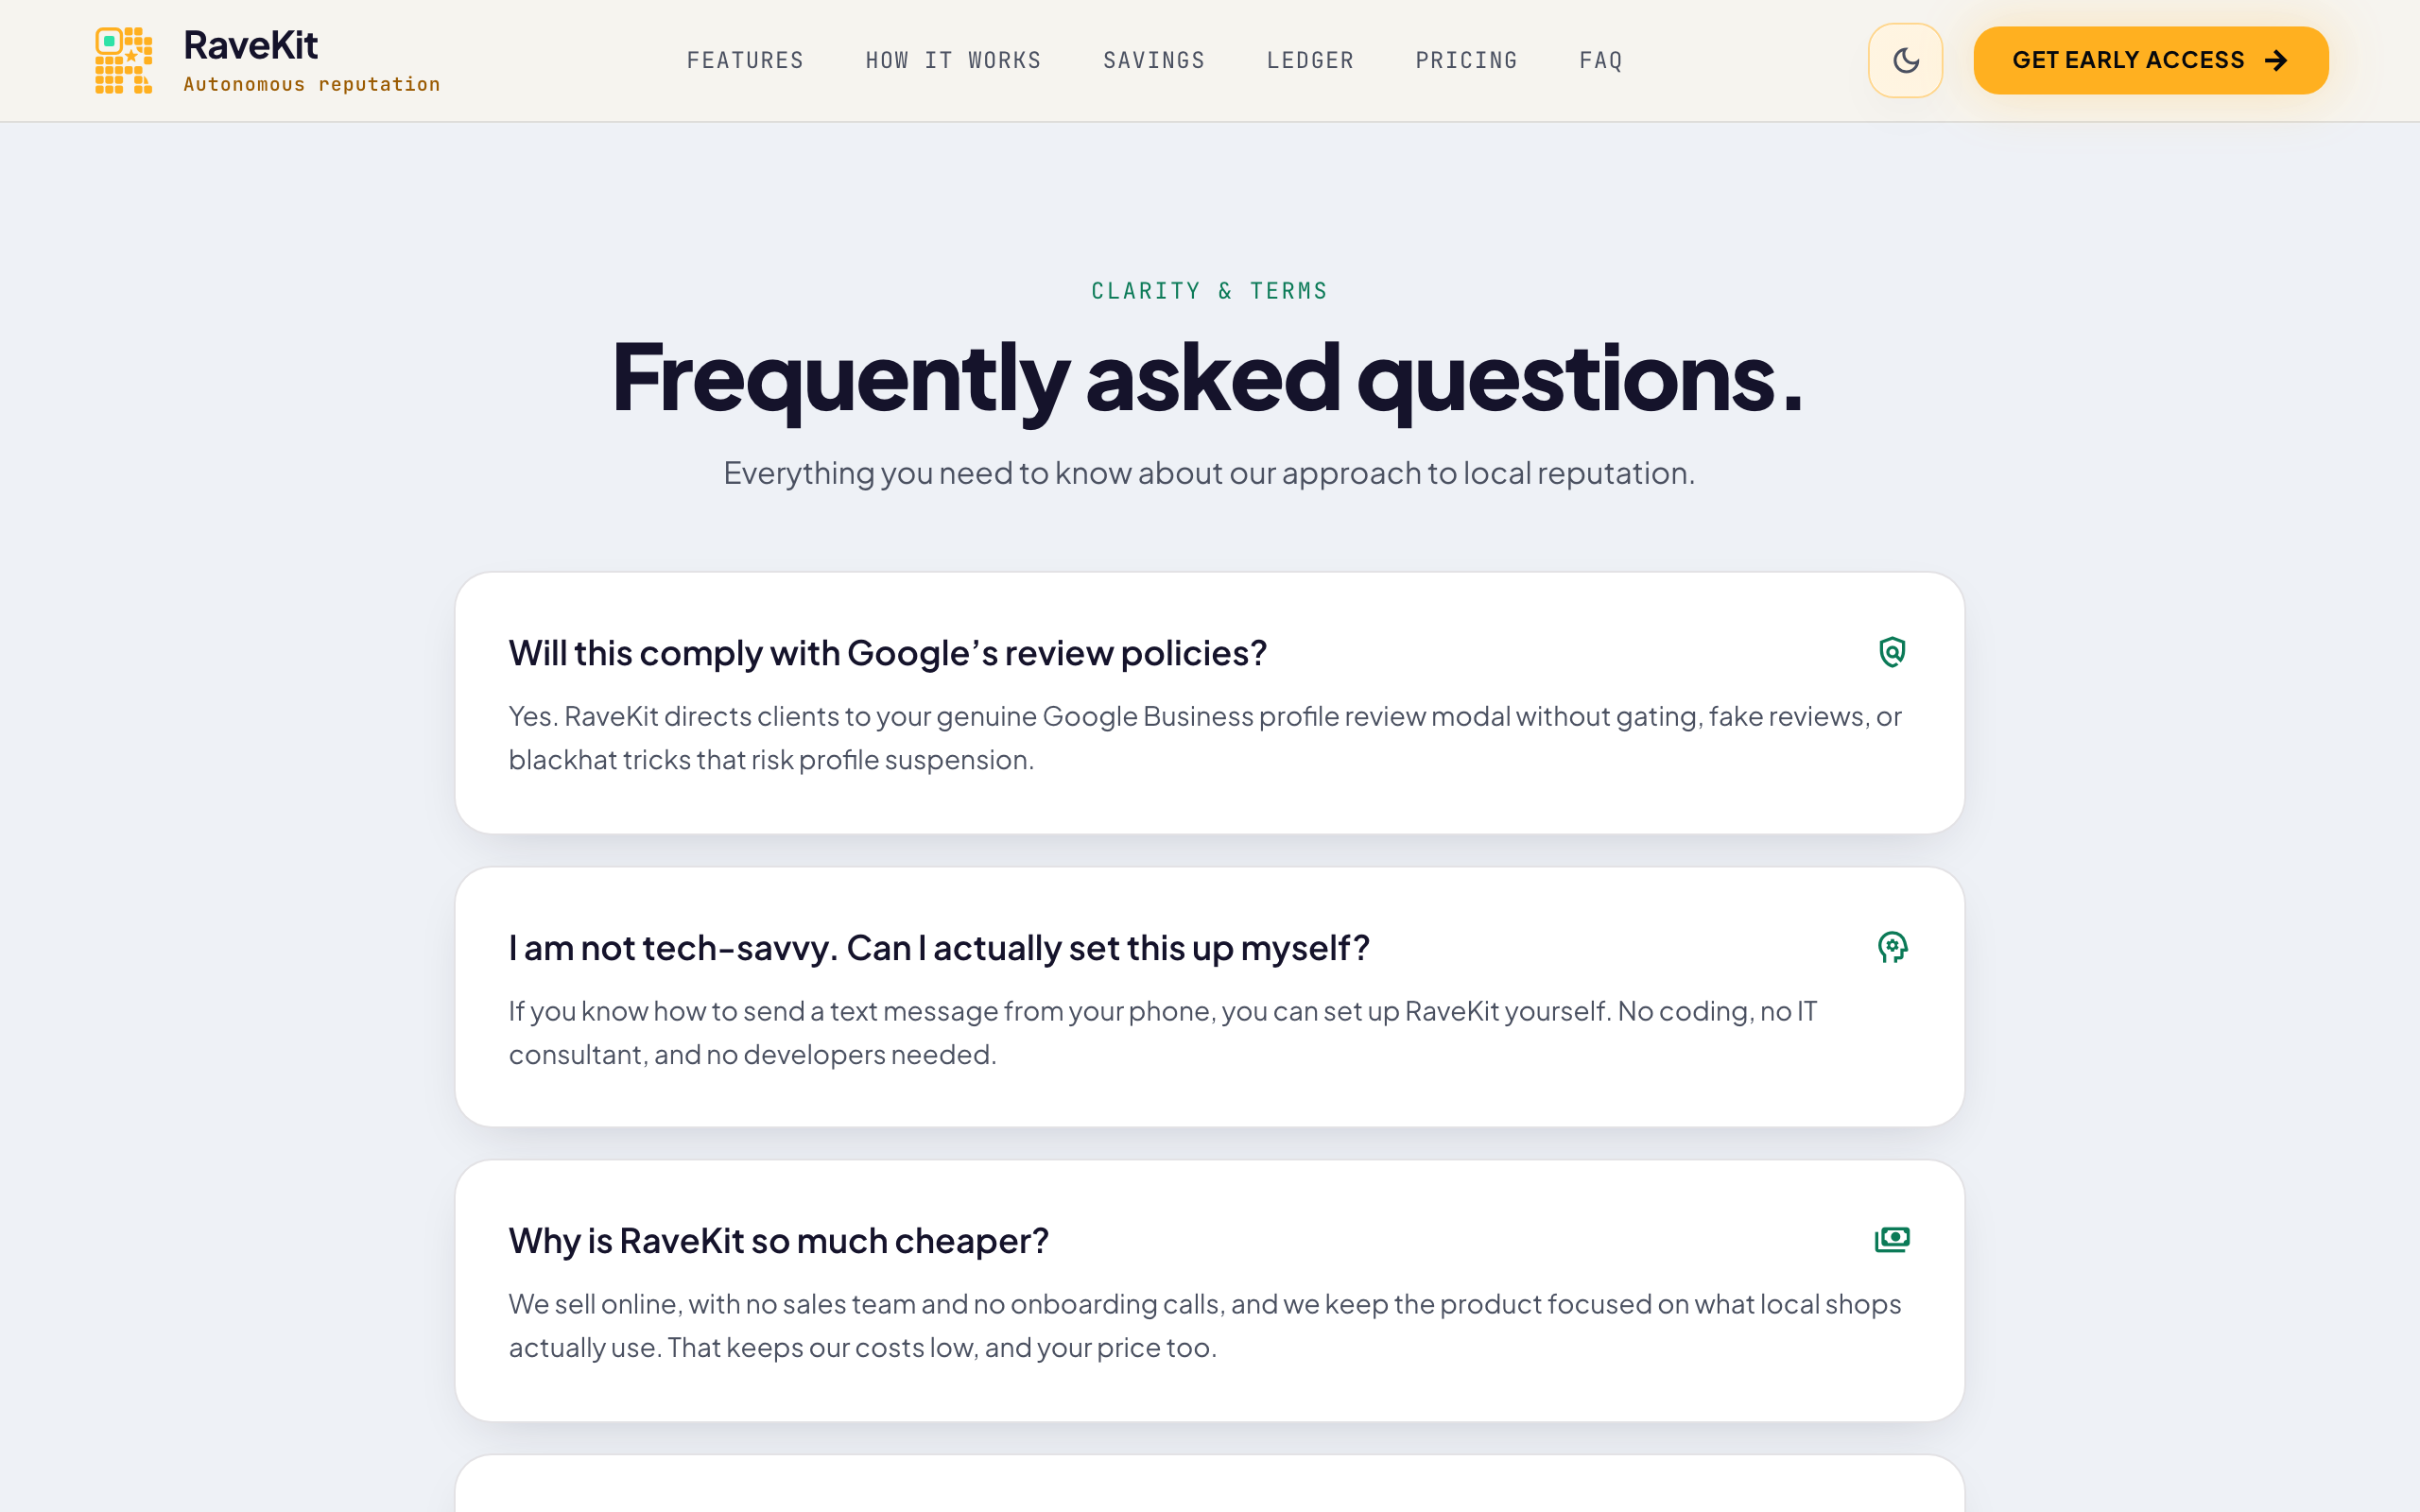 RaveKit
Autonomous reputation
FEATURES
HOW IT WORKS
SAVINGS
LEDGER
PRICING
FAQ
GET EARLY ACCESS
CLARITY & TERMS
Frequently asked questions.
Everything you need to know about our approach to local reputation.
Will this comply with Google’s review policies?
Yes. RaveKit directs clients to your genuine Google Business profile review modal without gating, fake reviews, or
blackhat tricks that risk profile suspension.
I am not tech-savvy. Can I actually set this up myself?
If you know how to send a text message from your phone, you can set up RaveKit yourself. No coding, no IT
consultant, and no developers needed.
Why is RaveKit so much cheaper?
We sell online, with no sales team and no onboarding calls, and we keep the product focused on what local shops
actually use. That keeps our costs low, and your price too.